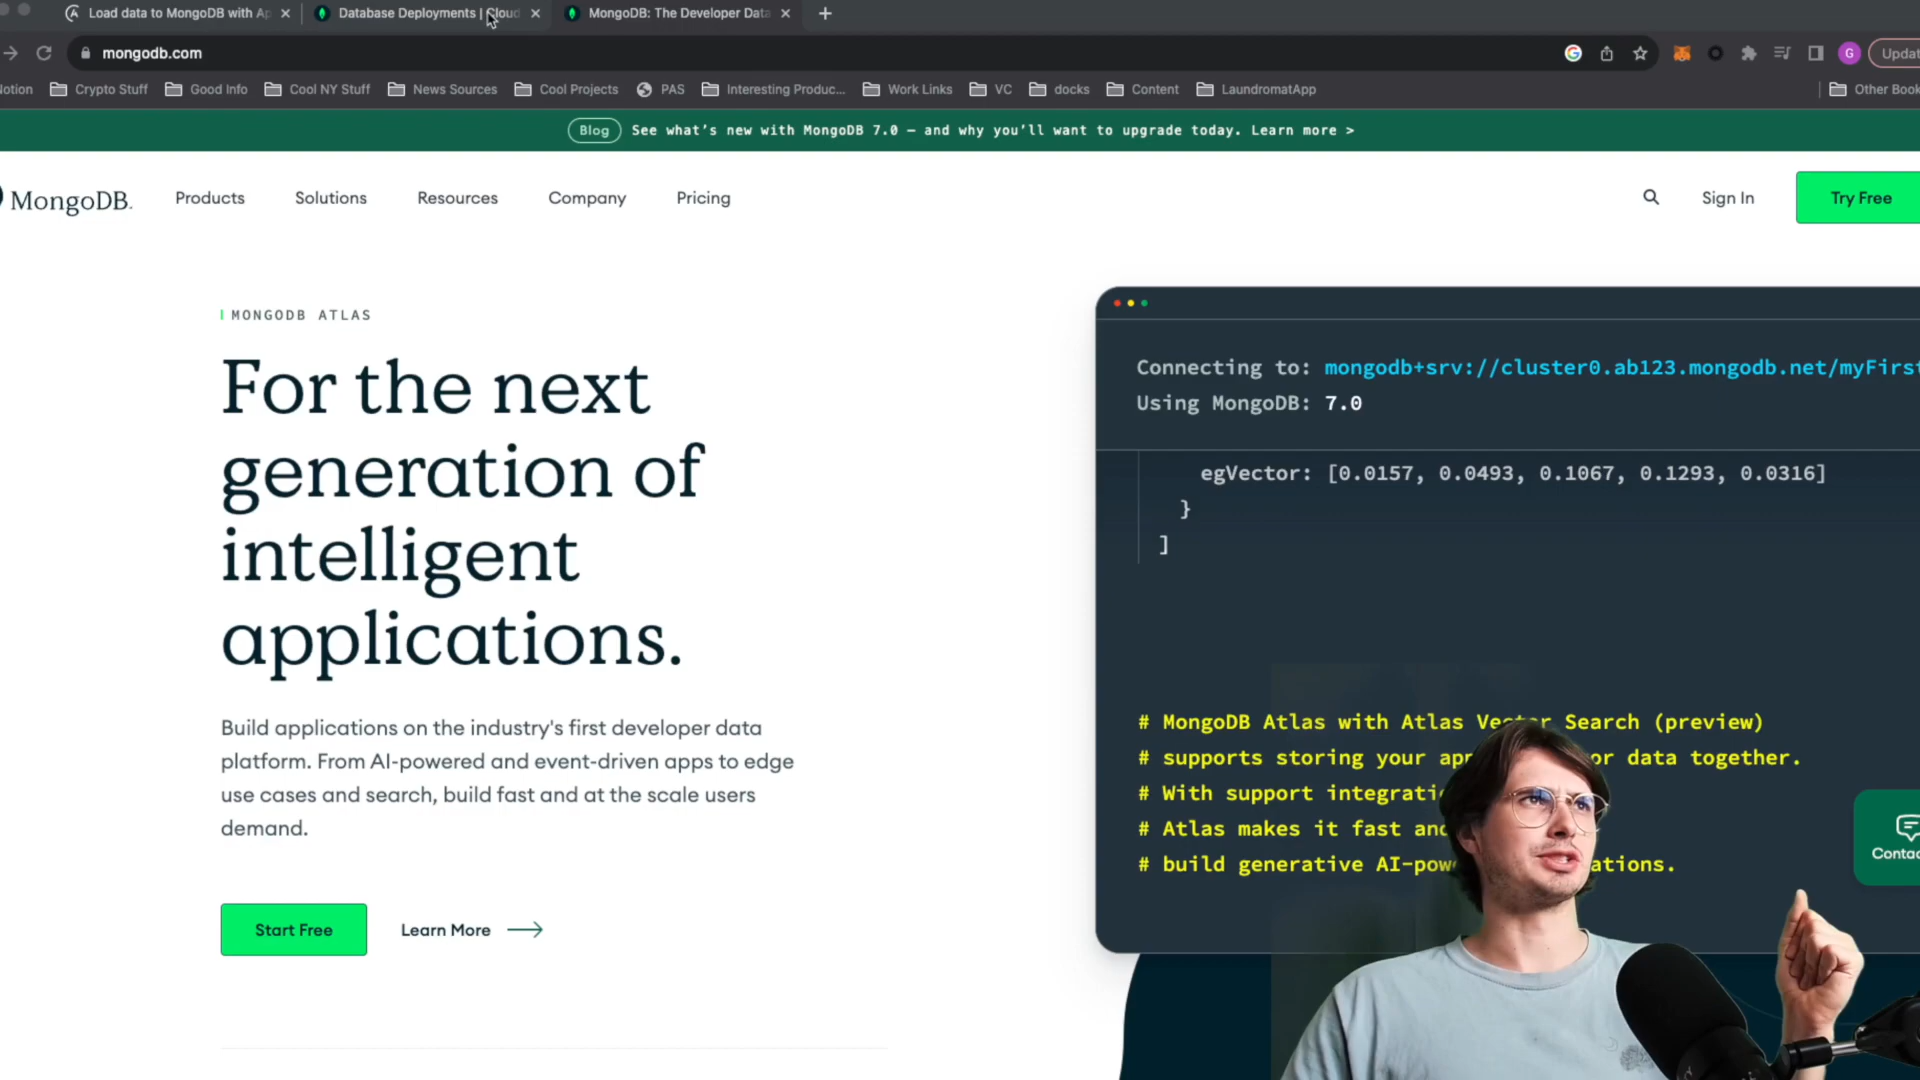 Load data to MongoDB with Ap
Database Deployments | Cloud
MongoDB: The Developer Data
mongodb.com
G
Updat
Notion
Crypto Stuff
Good Info
Cool NY Stuff
News Sources
Cool Projects
PAS
Interesting Produc...
Work Links
VC
docks
Content
LaundromatApp
Other Book
Blog See what's new with MongoDB 7.0 — and why you'll want to upgrade today. Learn more >
MongoDB.
Products
Solutions
Resources
Company
Pricing
Sign In
Try Free
MONGODB ATLAS
For the next
generation of
intelligent
applications.
Build applications on the industry's first developer data
platform. From AI-powered and event-driven apps to edge
use cases and search, build fast and at the scale users
demand.
Start Free
Learn More
Connecting to: mongodb+srv://cluster0.ab123.mongodb.net/myFirst
Using MongoDB: 7.0
egVector: [0.0157, 0.0493, 0.1067, 0.1293, 0.0316]
}
]
# MongoDB Atlas with Atlas Vector Search (preview)
# supports storing your app or data together.
# With support integrati
# Atlas makes it fast and
# build generative AI-pow ations.
Contac